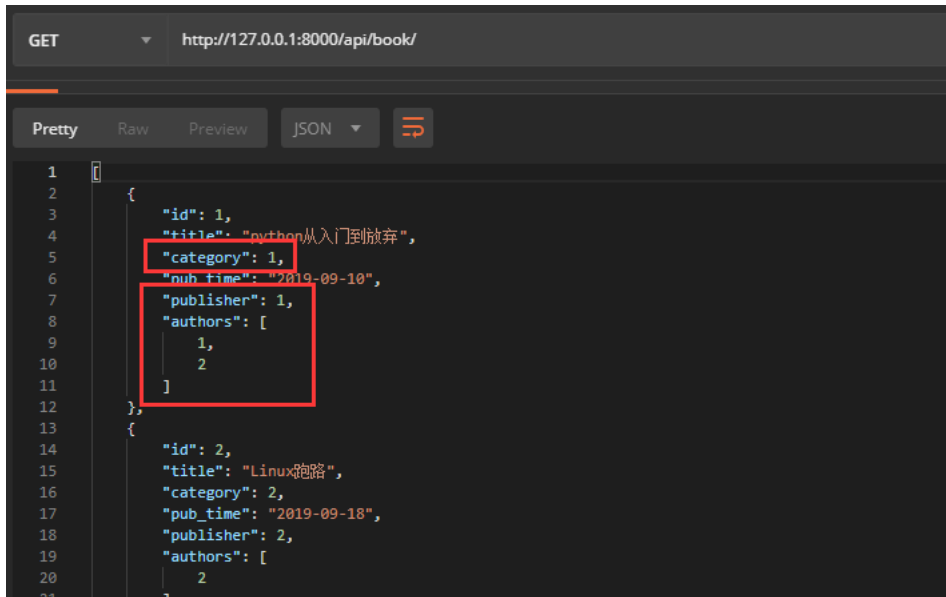 GET http://127.0.0.1:8000/api/book/
Pretty Raw Preview JSON
1 [
2 {
3 "id": 1,
4 "title": "python从入门到放弃",
5 "category": 1,
6 "pub_time": "2019-09-10",
7 "publisher": 1,
8 "authors": [
9 1,
10 2
11 ]
12 },
13 {
14 "id": 2,
15 "title": "Linux跑路",
16 "category": 2,
17 "pub_time": "2019-09-18",
18 "publisher": 2,
19 "authors": [
20 2
21 ]